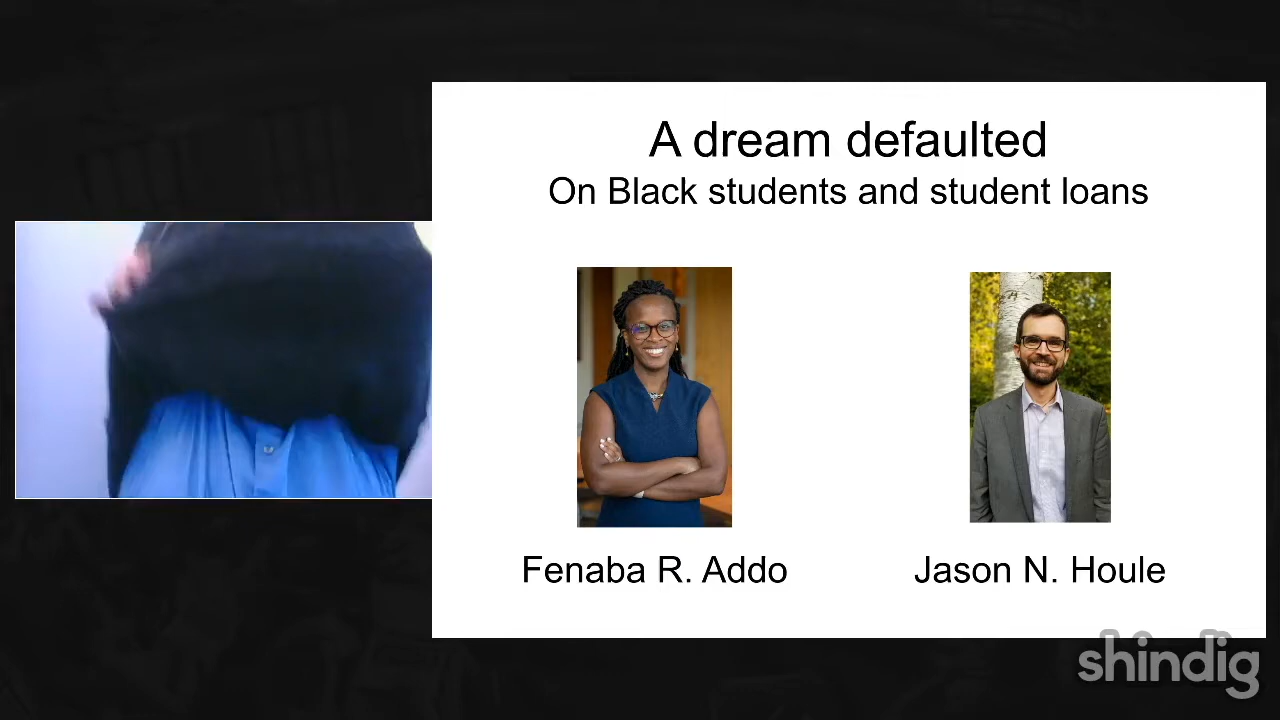 A dream defaulted
On Black students and student loans
Fenaba R. Addo
Jason N. Houle
shindig